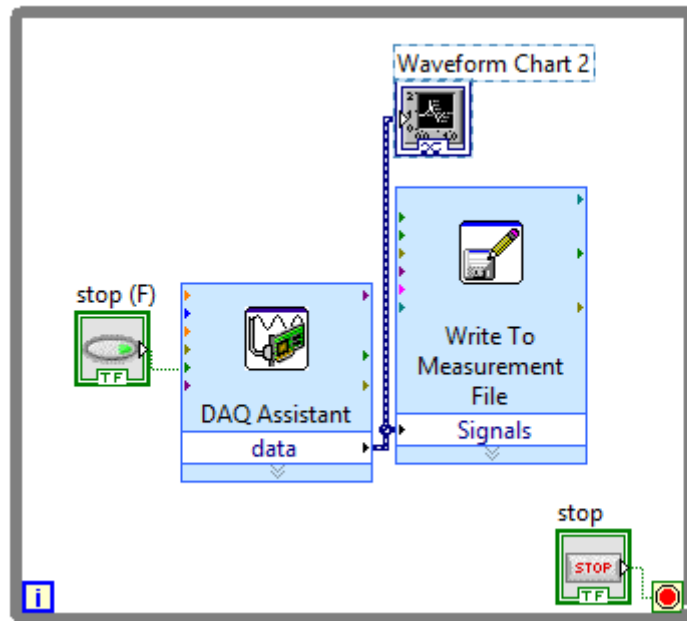 Waveform Chart 2
stop (F)
TF
DAQ Assistant
data
Write To
Measurement
File
Signals
stop
STOP
TF
i